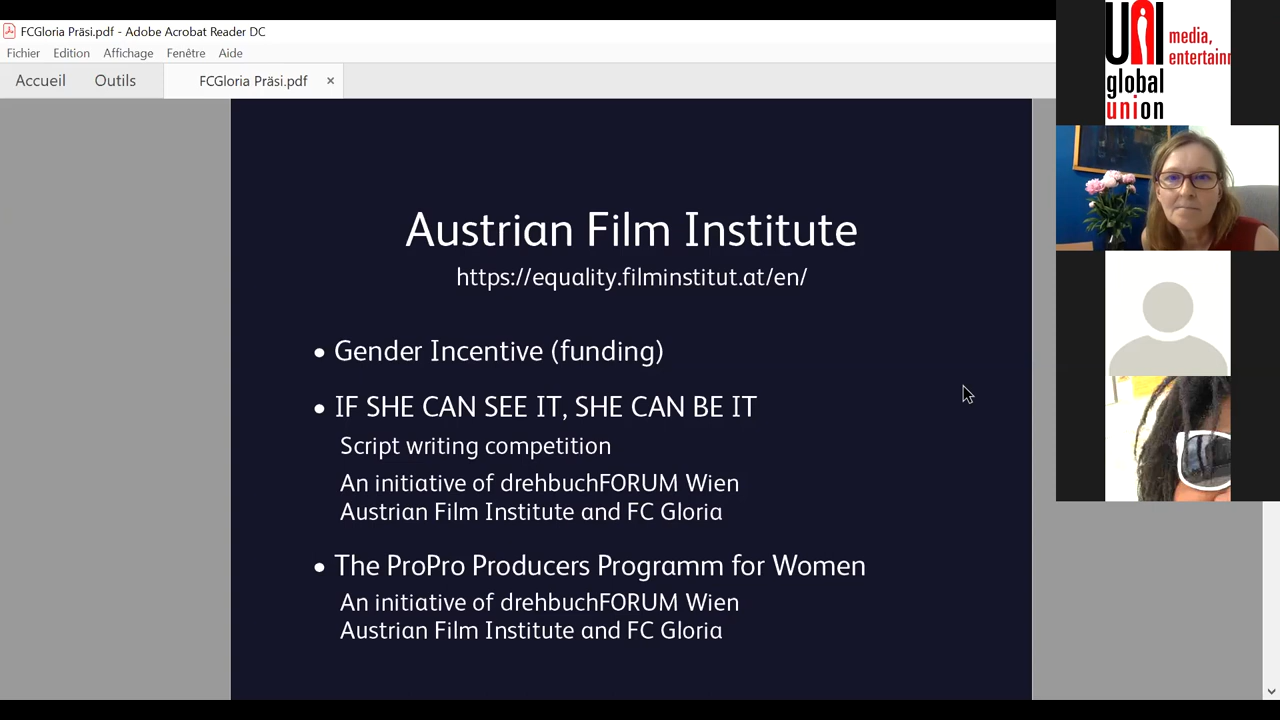 FCGloria Präsi.pdf - Adobe Acrobat Reader DC
Fichier Edition Affichage Fenêtre Aide
Accueil Outils FCGloria Präsi.pdf ×
Austrian Film Institute
https://equality.filminstitut.at/en/
• Gender Incentive (funding)
• IF SHE CAN SEE IT, SHE CAN BE IT
Script writing competition
An initiative of drehbuchFORUM Wien
Austrian Film Institute and FC Gloria
• The ProPro Producers Programm for Women
An initiative of drehbuchFORUM Wien
Austrian Film Institute and FC Gloria
UNI
media,
entertainm
global
union